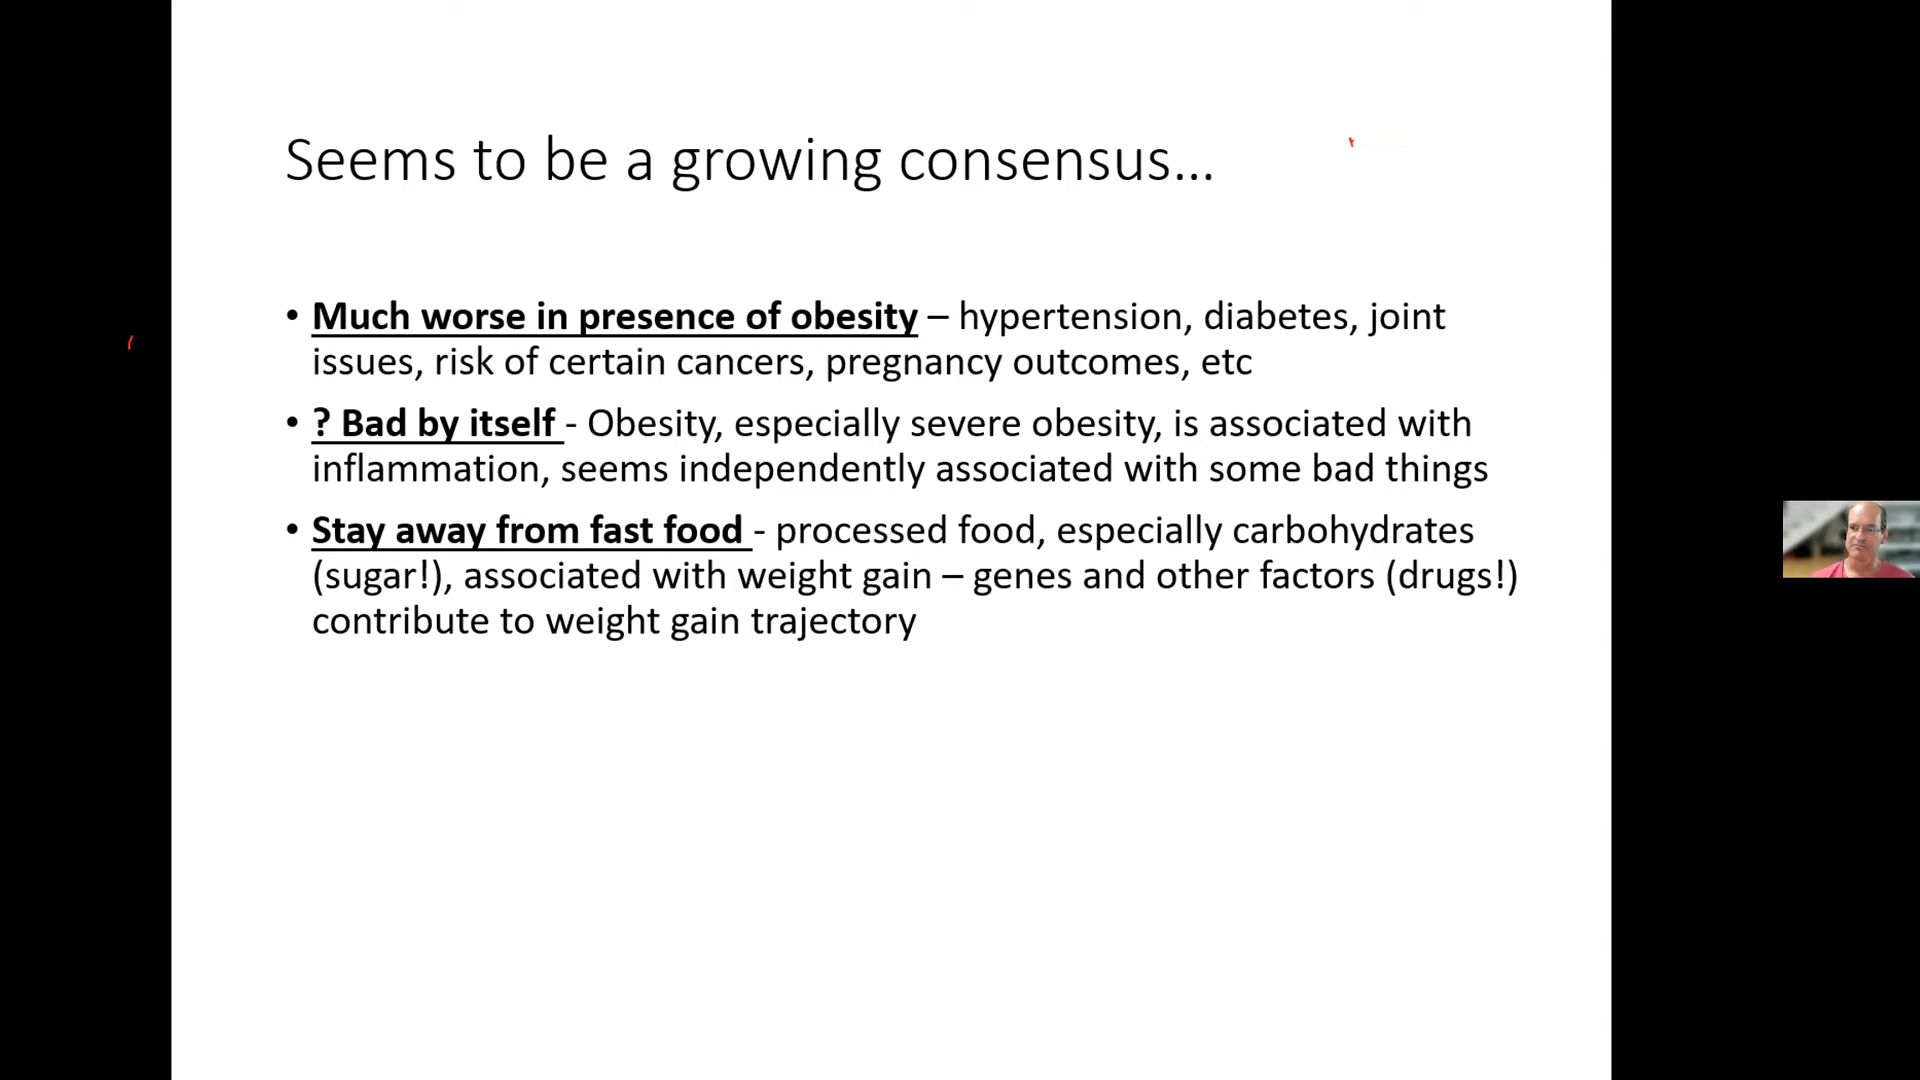 Seems to be a growing consensus...
• Much worse in presence of obesity – hypertension, diabetes, joint
issues, risk of certain cancers, pregnancy outcomes, etc
• ? Bad by itself - Obesity, especially severe obesity, is associated with
inflammation, seems independently associated with some bad things
• Stay away from fast food - processed food, especially carbohydrates
(sugar!), associated with weight gain – genes and other factors (drugs!)
contribute to weight gain trajectory